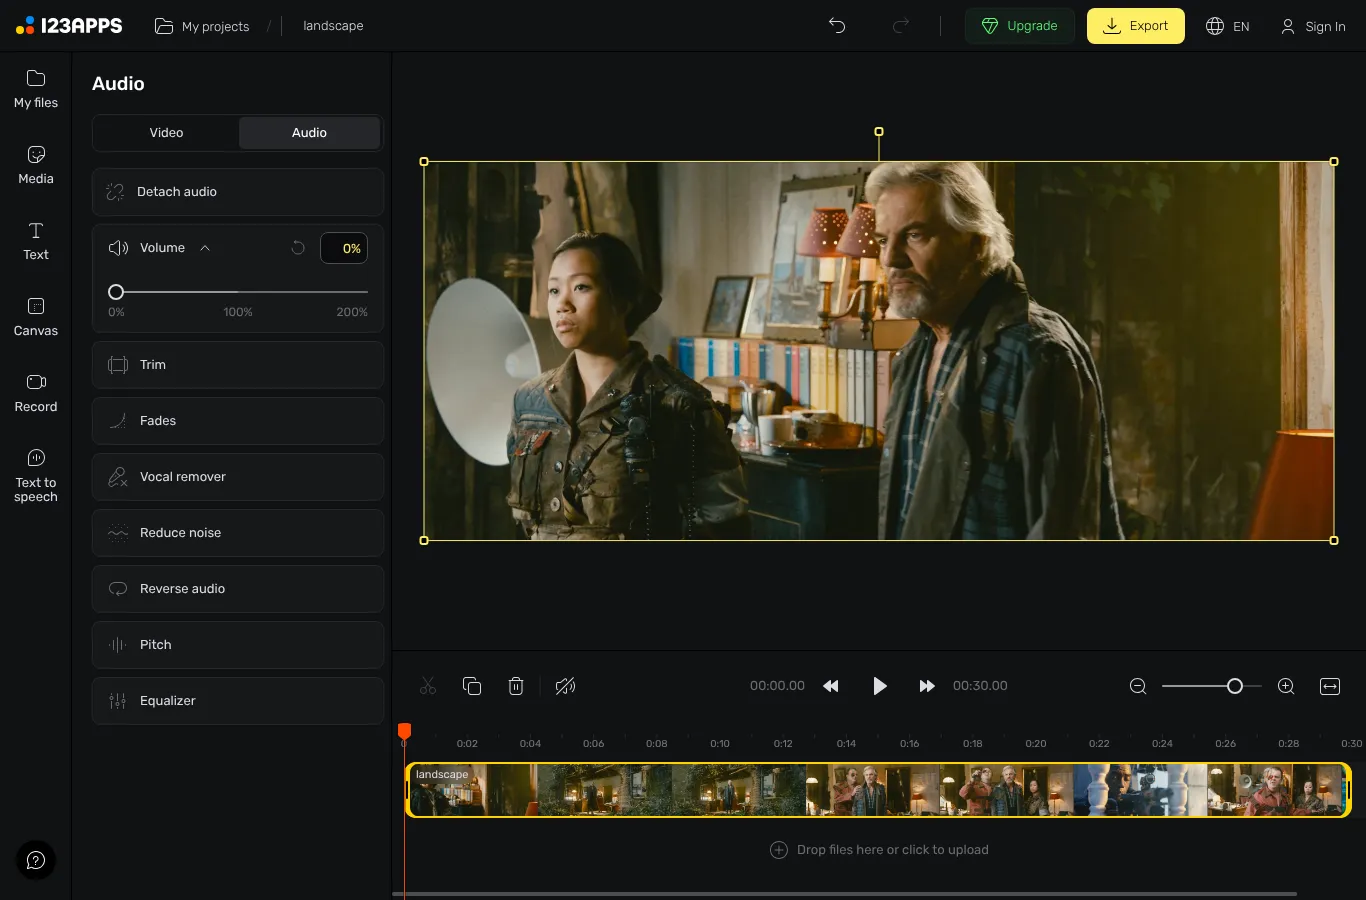 123APPS
My projects
/
landscape
Upgrade
Export
EN
Sign In
My files
Media
Text
Canvas
Record
Text to
speech
Audio
Video
Audio
Detach audio
Volume
0%
0%
100%
200%
Trim
Fades
Vocal remover
Reduce noise
Reverse audio
Pitch
Equalizer
00:00.00
00:30.00
0
0:02
0:04
0:06
0:08
0:10
0:12
0:14
0:16
0:18
0:20
0:22
0:24
0:26
0:28
0:30
landscape
Drop files here or click to upload